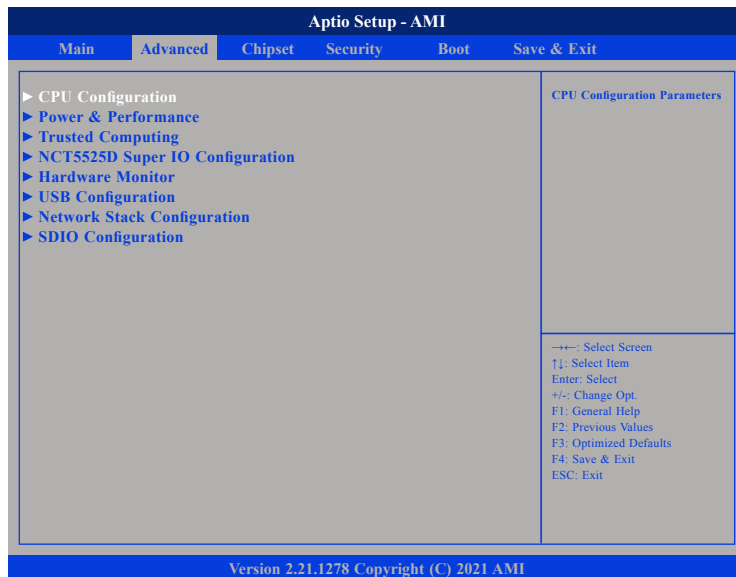 Aptio Setup - AMI
Main Advanced Chipset Security Boot Save & Exit
► CPU Configuration
► Power & Performance
► Trusted Computing
► NCT5525D Super IO Configuration
► Hardware Monitor
► USB Configuration
► Network Stack Configuration
► SDIO Configuration
CPU Configuration Parameters
→←: Select Screen
↑↓: Select Item
Enter: Select
+/-: Change Opt.
F1: General Help
F2: Previous Values
F3: Optimized Defaults
F4: Save & Exit
ESC: Exit
Version 2.21.1278 Copyright (C) 2021 AMI